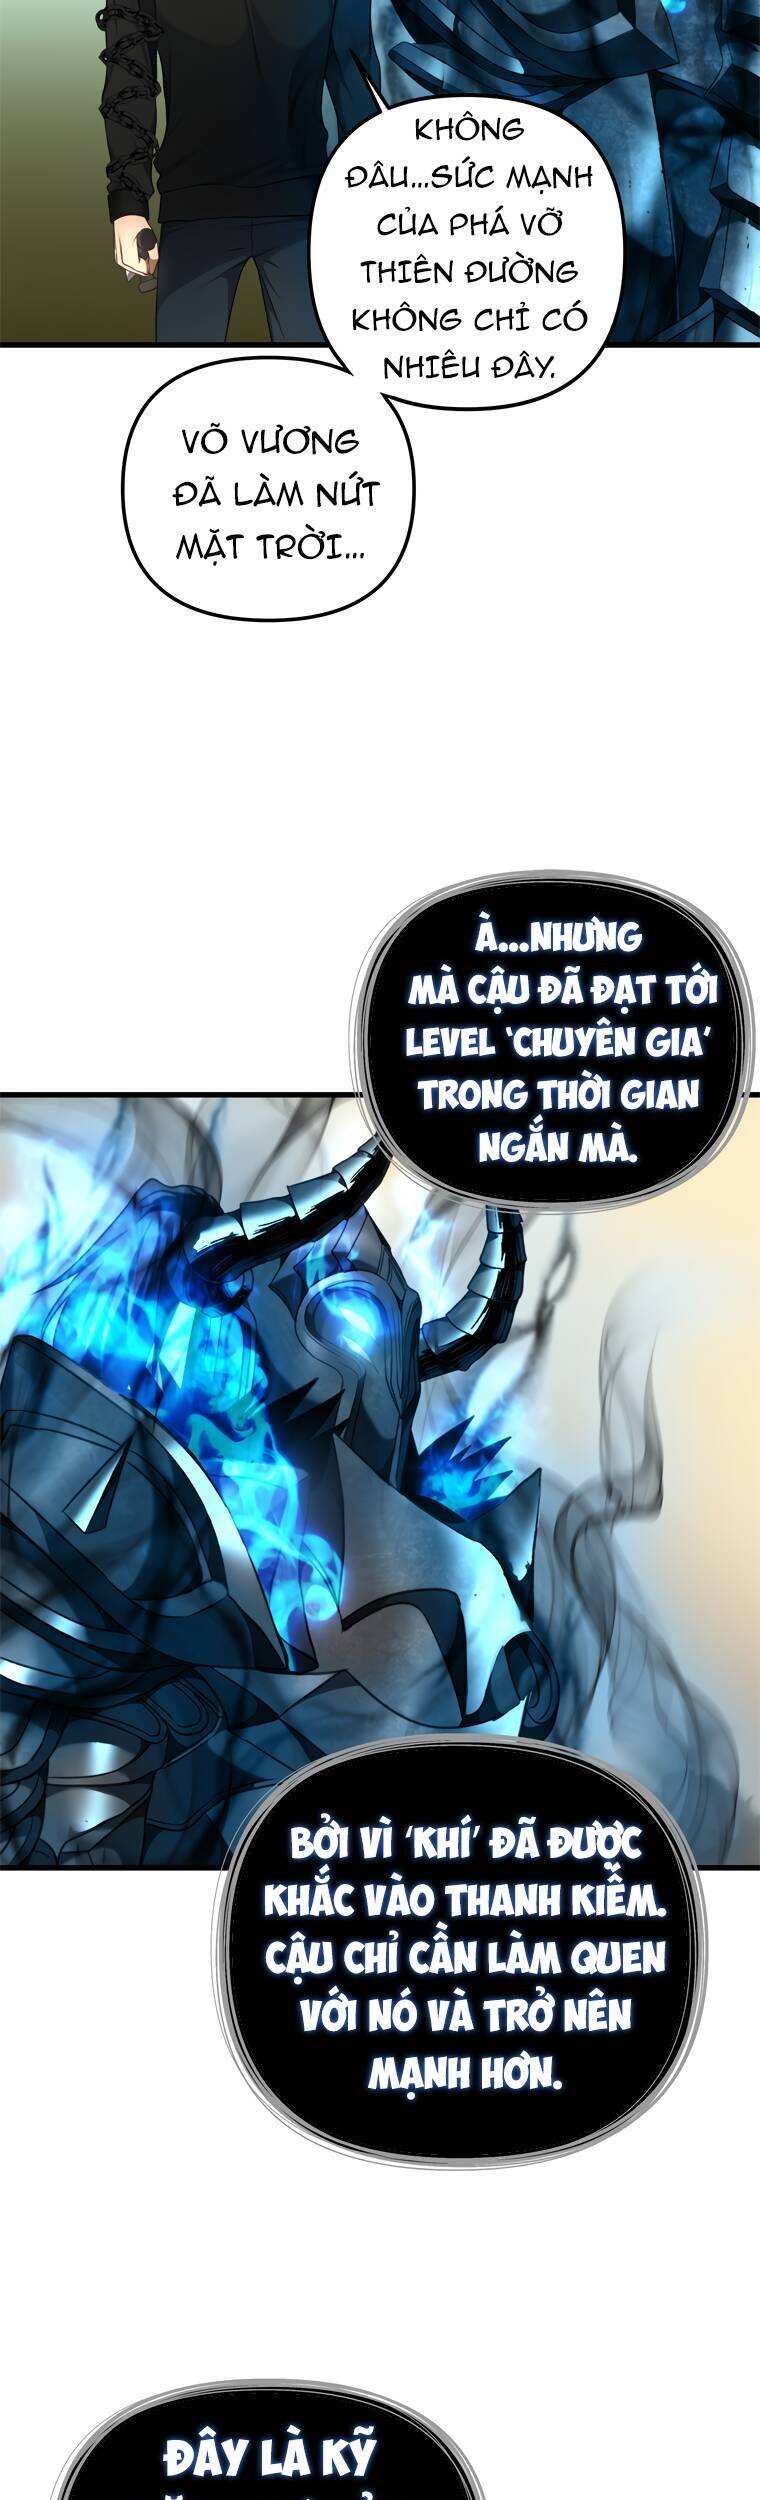 KHÔNG
ĐÂU...SỨC MẠNH
CỦA PHÁ VỠ
THIÊN ĐƯỜNG
KHÔNG CHỈ CÓ
NHIÊU ĐÂY.
VÕ VƯƠNG
ĐÃ LÀM NỨT
MẶT TRỜI...
À...NHƯNG
MÀ CẬU ĐÃ ĐẠT TỚI
LEVEL 'CHUYÊN GIA'
TRONG THỜI GIAN
NGẮN MÀ.
BỞI VÌ 'KHÍ' ĐÃ ĐƯỢC
KHẮC VÀO THANH KIẾM.
CẬU CHỈ CẦN LÀM QUEN
VỚI NÓ VÀ TRỞ NÊN
MẠNH HƠN.
ĐÂY LÀ KỸ